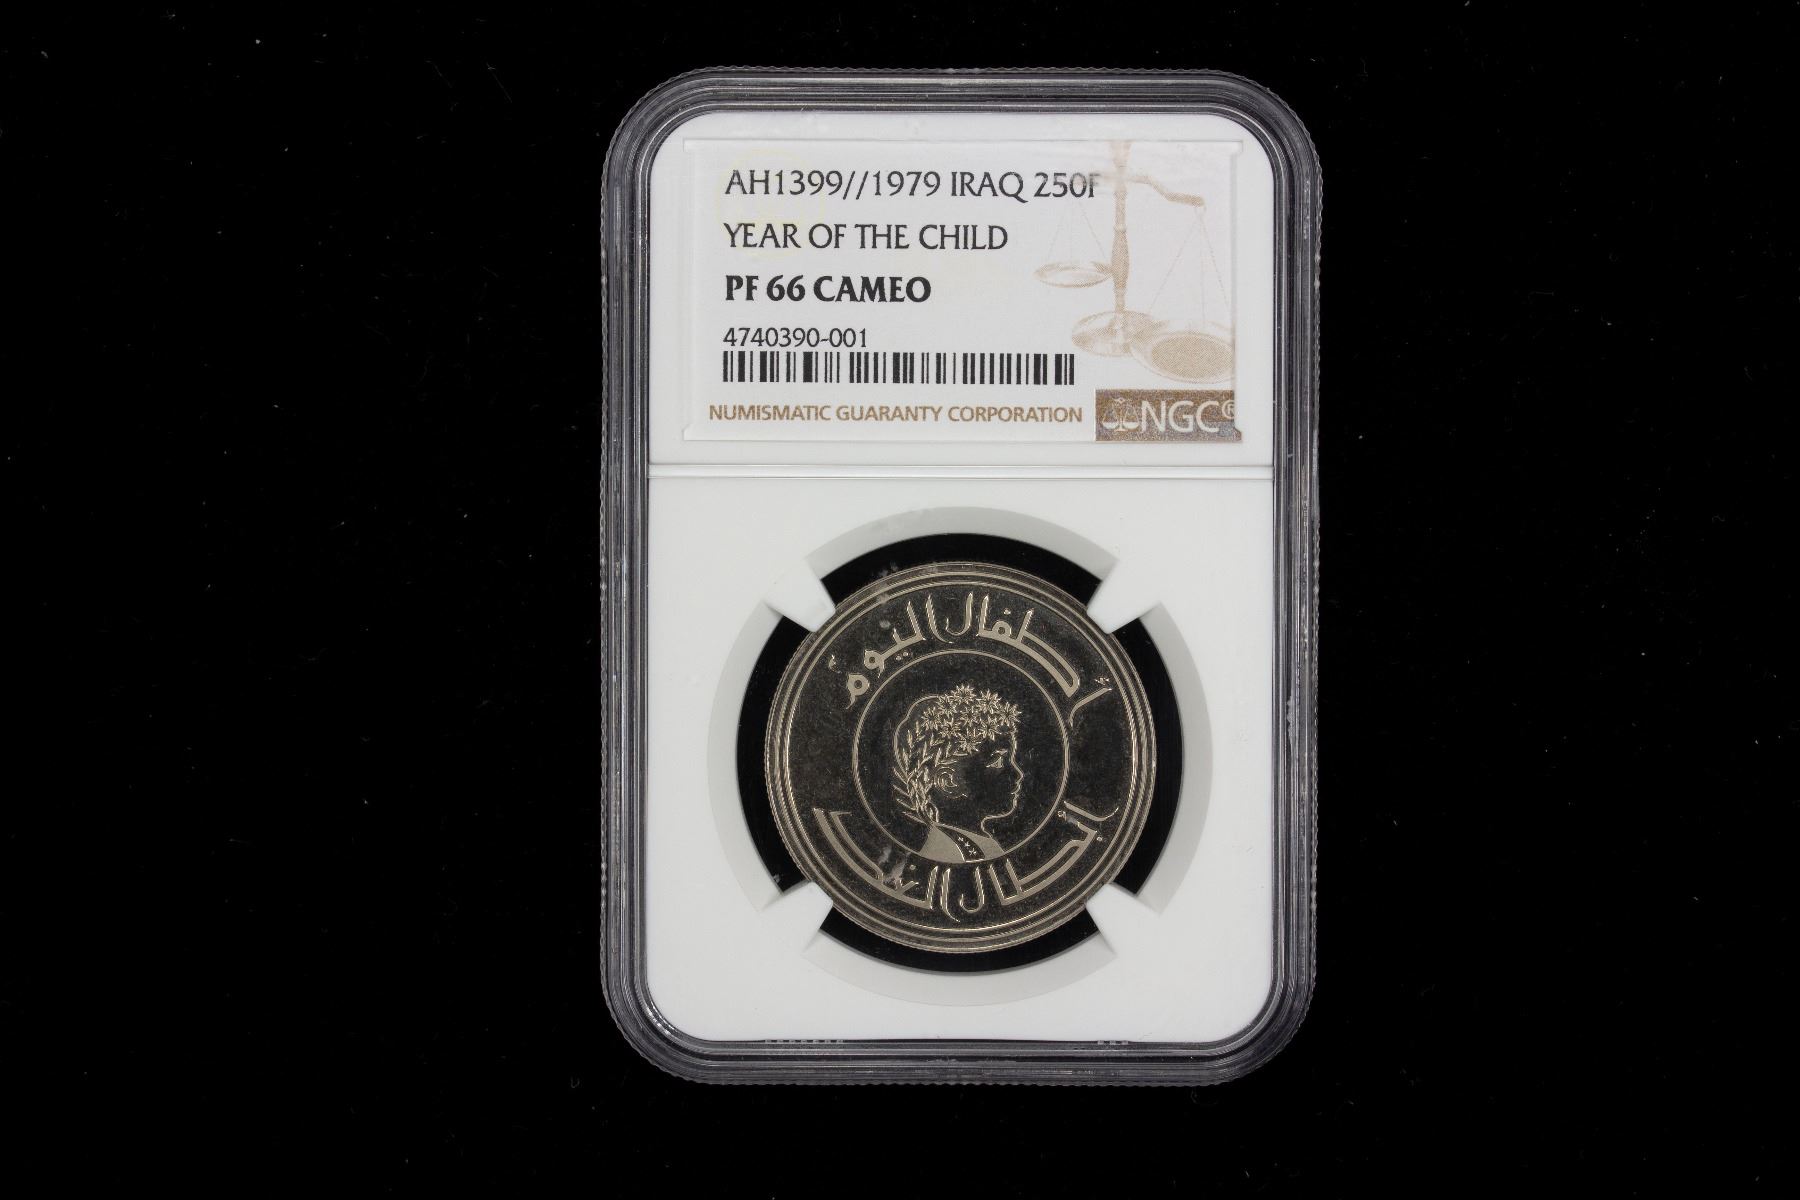 AH1399//1979 IRAQ 250F
YEAR OF THE CHILD
PF 66 CAMEO
4740390-001
NUMISMATIC GUARANTY CORPORATION
NGC®
أطفال اليوم
أبطال الغد